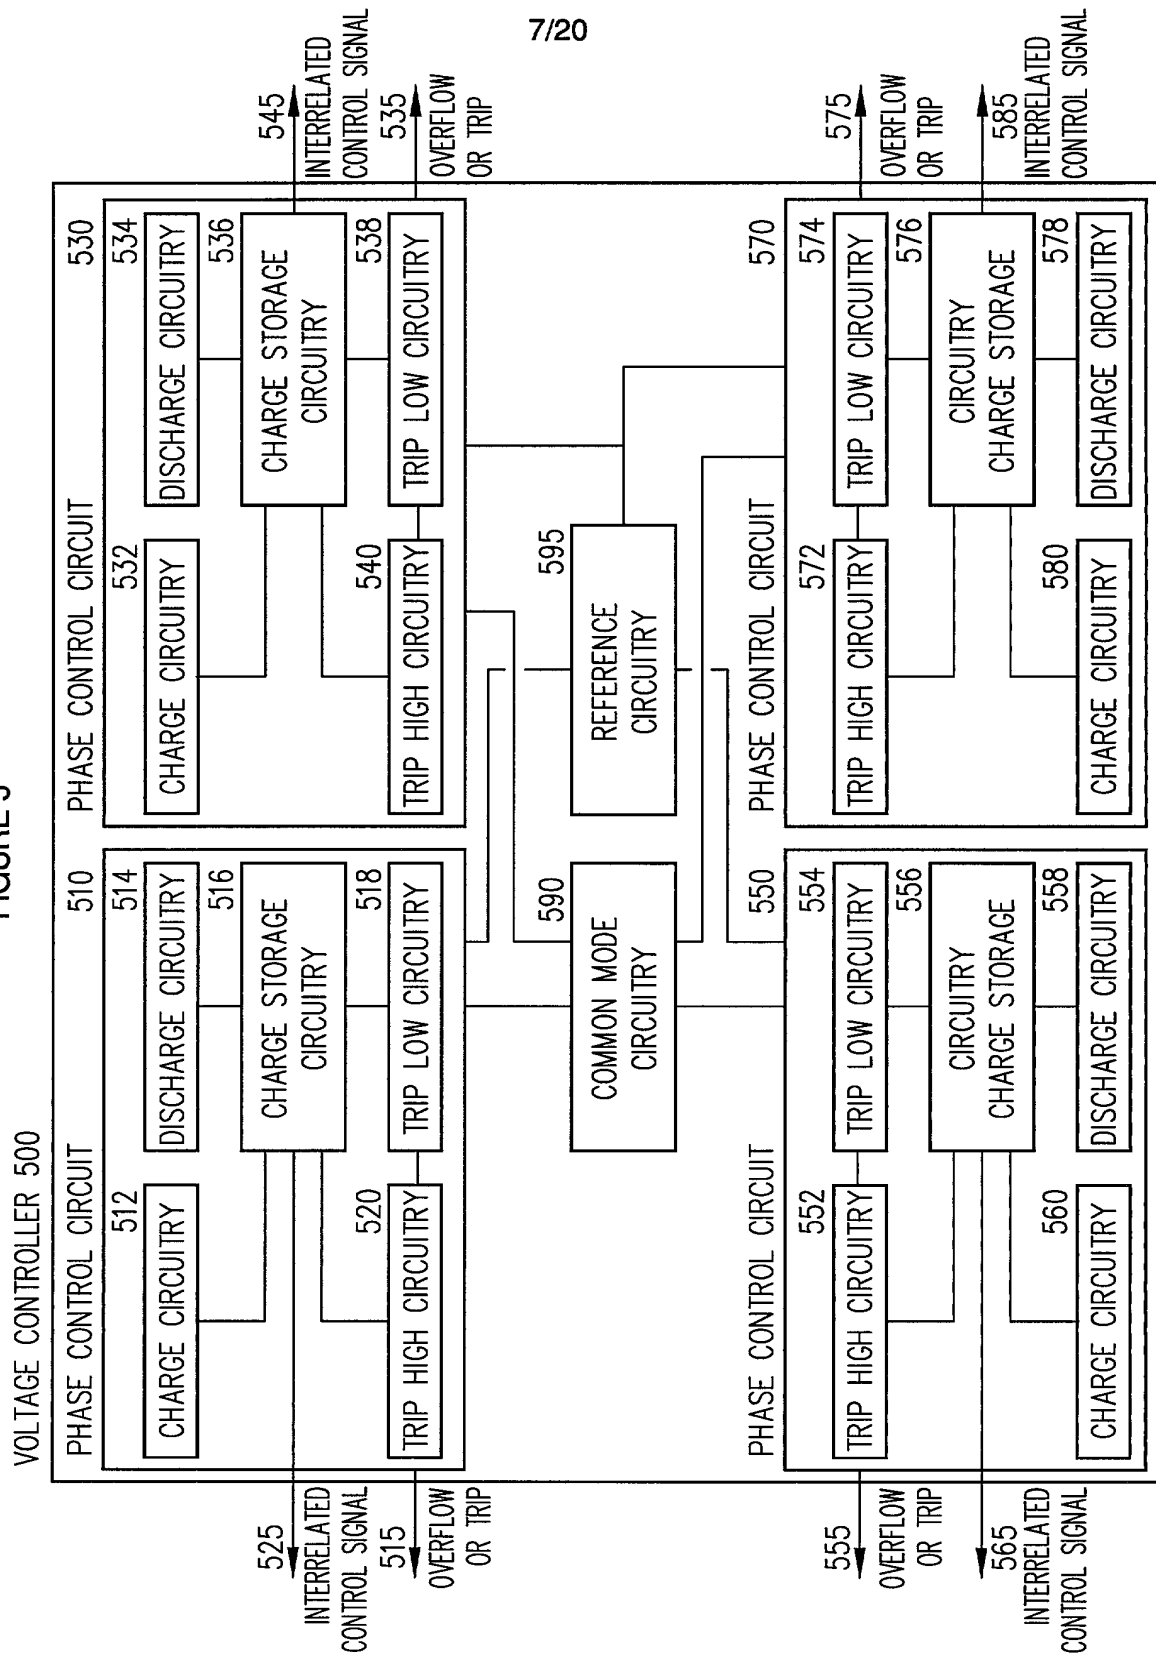 7/20
FIGURE 5
VOLTAGE CONTROLLER 500
PHASE CONTROL CIRCUIT 510
512
CHARGE CIRCUITRY
514
DISCHARGE CIRCUITRY
516
CHARGE STORAGE
CIRCUITRY
518
TRIP LOW CIRCUITRY
520
TRIP HIGH CIRCUITRY
525
INTERRELATED
CONTROL SIGNAL
515
OVERFLOW
OR TRIP
PHASE CONTROL CIRCUIT 530
532
CHARGE CIRCUITRY
534
DISCHARGE CIRCUITRY
536
CHARGE STORAGE
CIRCUITRY
538
TRIP LOW CIRCUITRY
540
TRIP HIGH CIRCUITRY
545
INTERRELATED
CONTROL SIGNAL
535
OVERFLOW
OR TRIP
590
COMMON MODE
CIRCUITRY
595
REFERENCE
CIRCUITRY
PHASE CONTROL CIRCUIT 550
552
TRIP HIGH CIRCUITRY
554
TRIP LOW CIRCUITRY
556
CIRCUITRY
CHARGE STORAGE
558
DISCHARGE CIRCUITRY
560
CHARGE CIRCUITRY
555
OVERFLOW
OR TRIP
565
INTERRELATED
CONTROL SIGNAL
PHASE CONTROL CIRCUIT 570
572
TRIP HIGH CIRCUITRY
574
TRIP LOW CIRCUITRY
576
CIRCUITRY
CHARGE STORAGE
578
DISCHARGE CIRCUITRY
580
CHARGE CIRCUITRY
575
OVERFLOW
OR TRIP
585
INTERRELATED
CONTROL SIGNAL